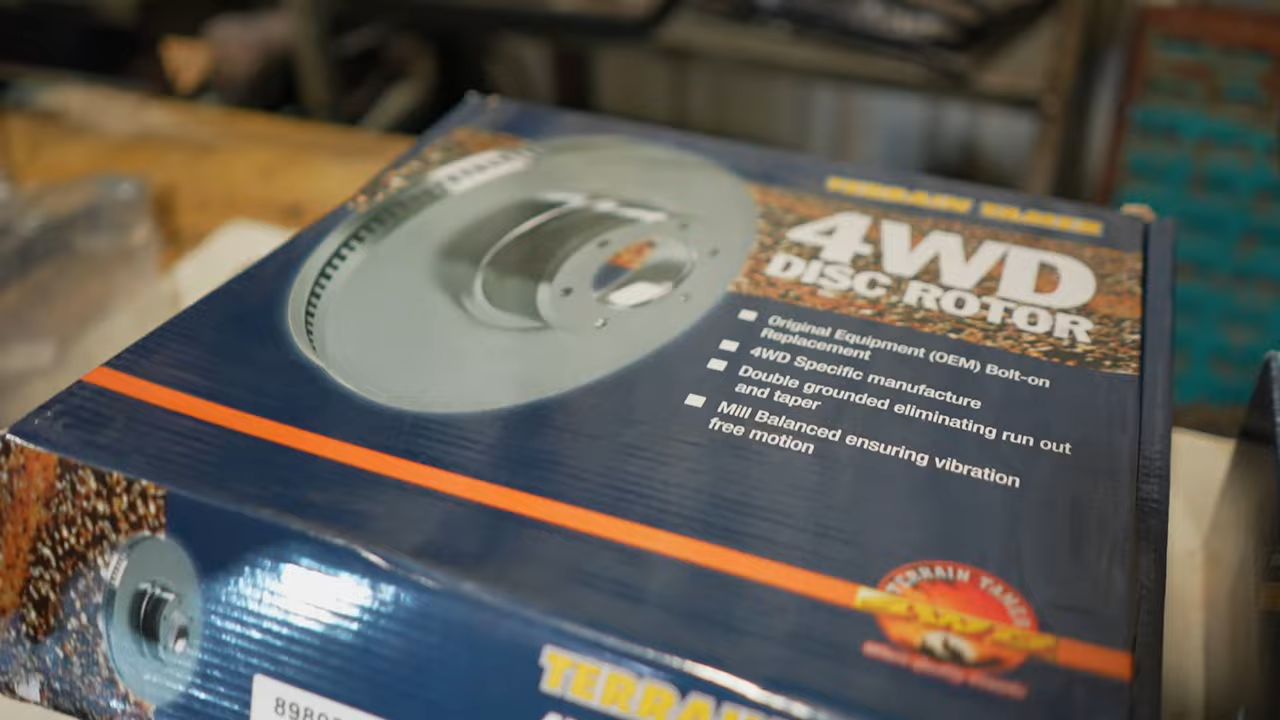 TERRAIN TAMER
4WD
DISC ROTOR
Original Equipment (OEM) Bolt-on
Replacement
4WD Specific manufacture
Double grounded eliminating run out
and taper
Mill Balanced ensuring vibration
free motion
TERRAIN TAMER
TERRAIN